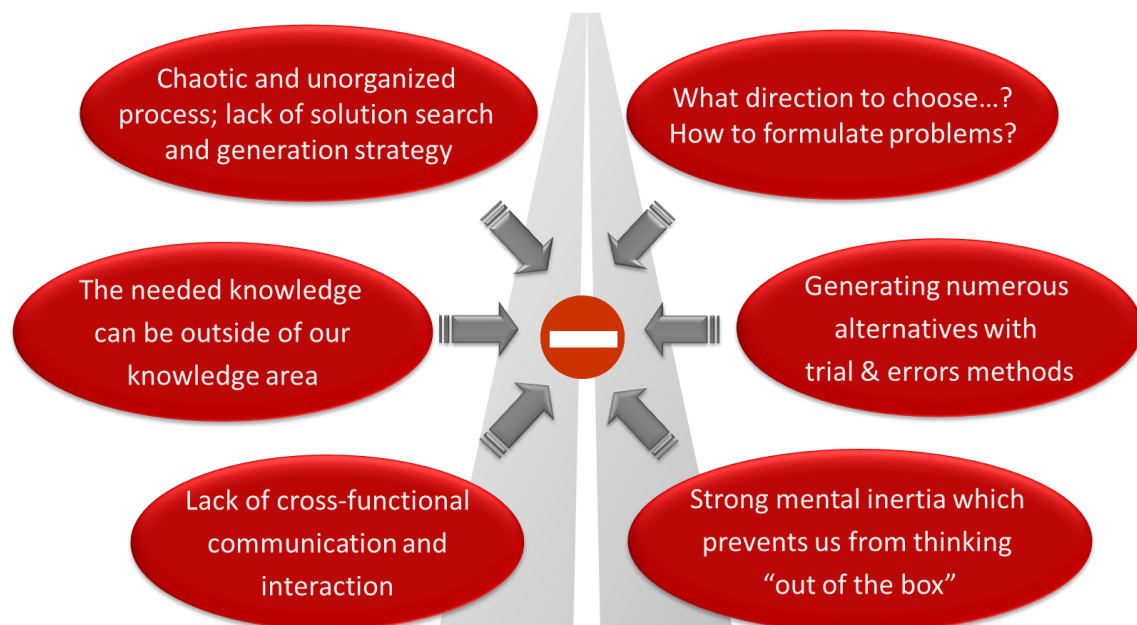 Chaotic and unorganized
process; lack of solution search
and generation strategy
What direction to choose...?
How to formulate problems?
The needed knowledge
can be outside of our
knowledge area
Generating numerous
alternatives with
trial & errors methods
Lack of cross-functional
communication and
interaction
Strong mental inertia which
prevents us from thinking
“out of the box”